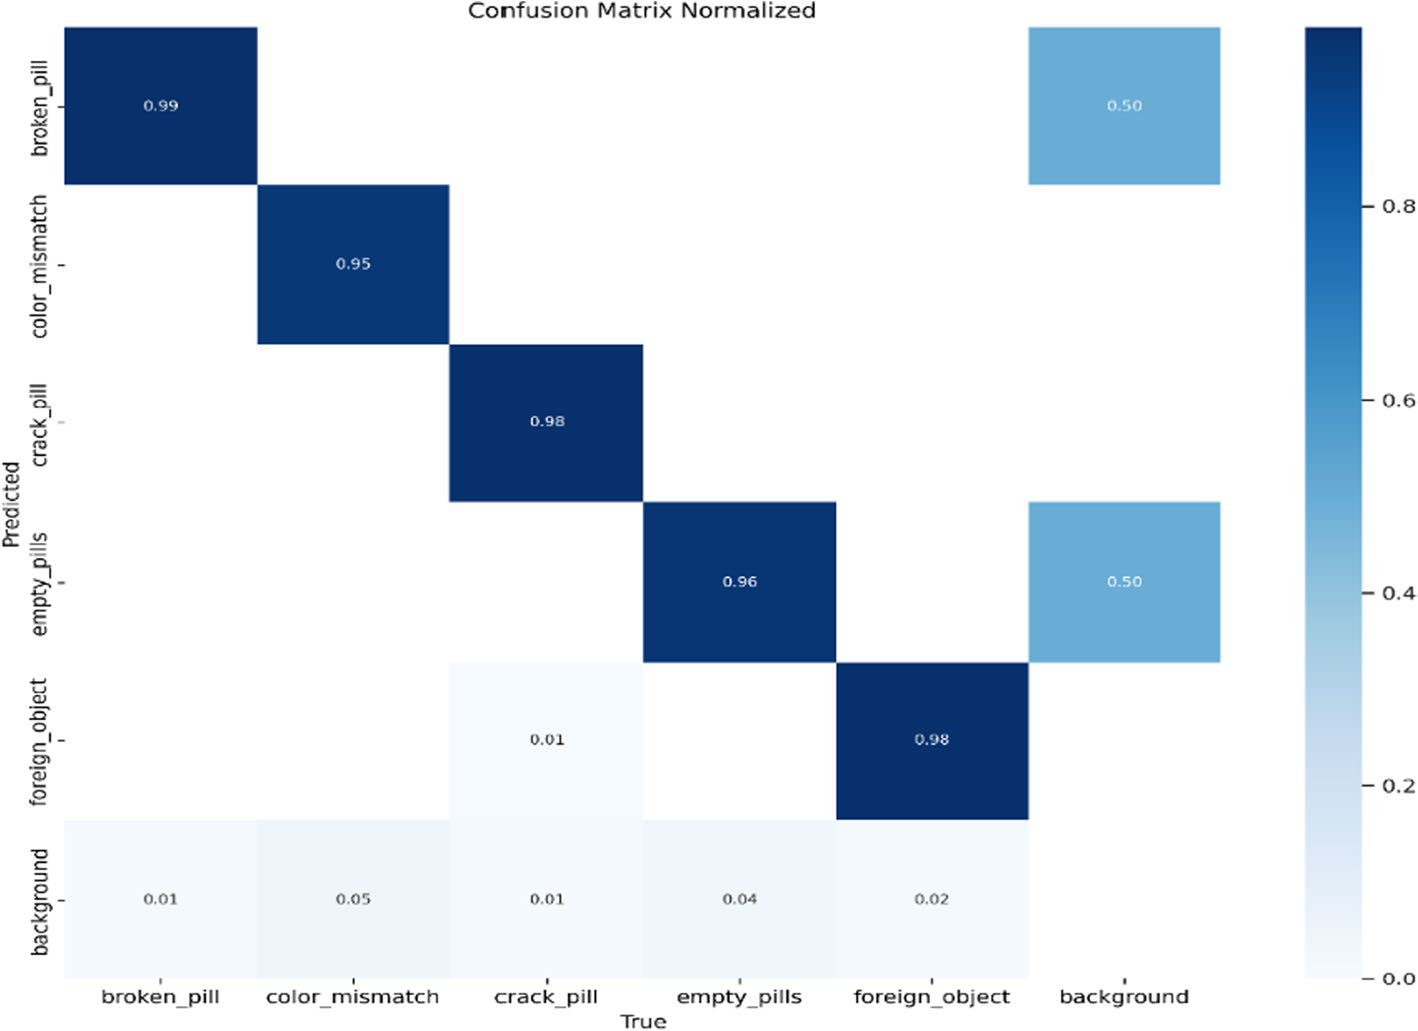 Confusion Matrix Normalized
broken_pill
0.99
0.50
color_mismatch
0.95
0.8
crack_pill
0.98
0.6
Predicted
empty_pills
0.96
0.50
0.4
foreign_object
0.01
0.98
0.2
background
0.01
0.05
0.01
0.04
0.02
0.0
broken_pill
color_mismatch
crack_pill
empty_pills
foreign_object
background
True